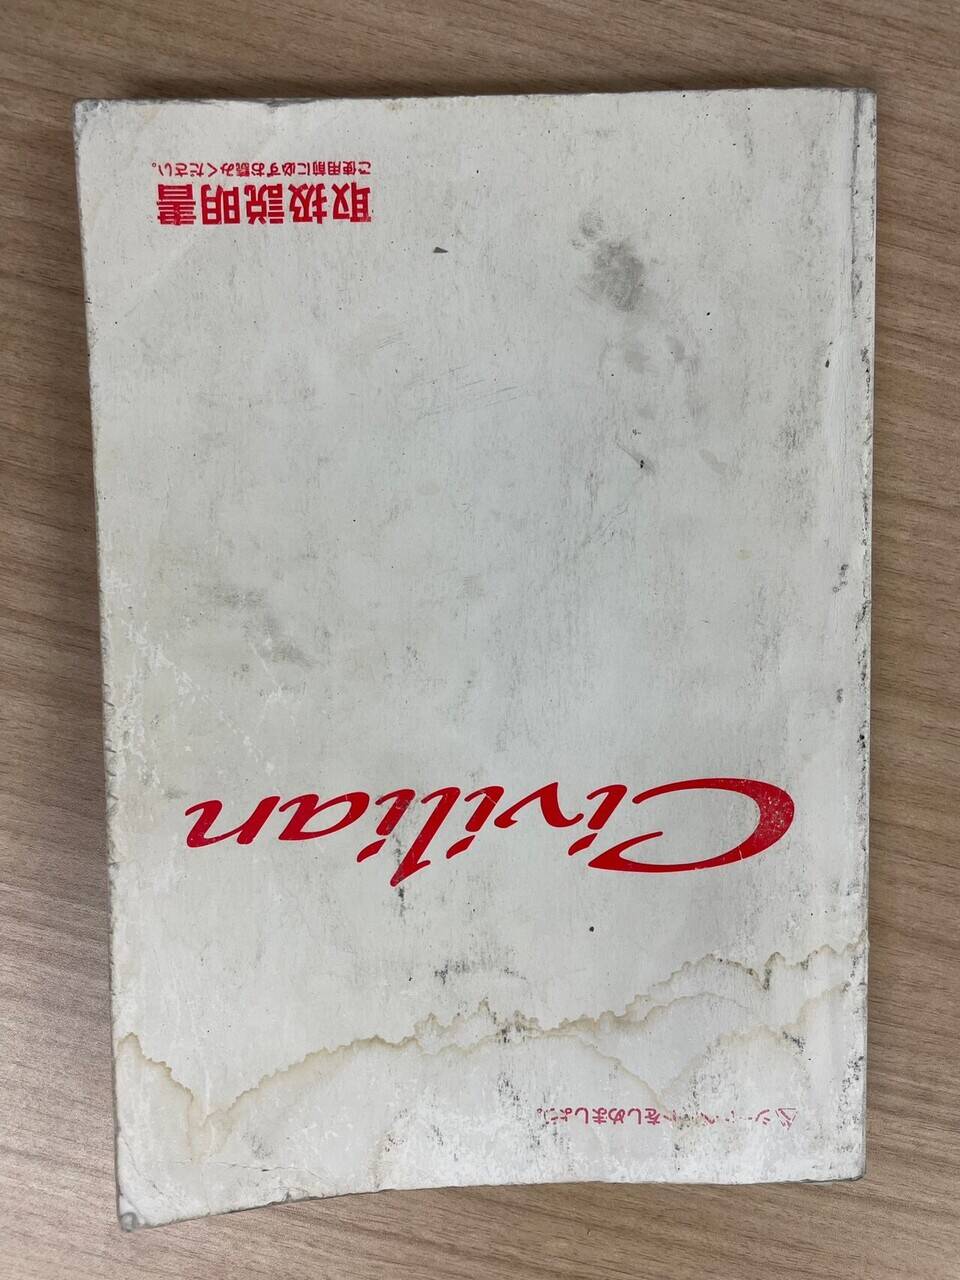 シートベルトをしめましょう。
Civilian
取扱説明書
ご使用前に必ずお読みください。